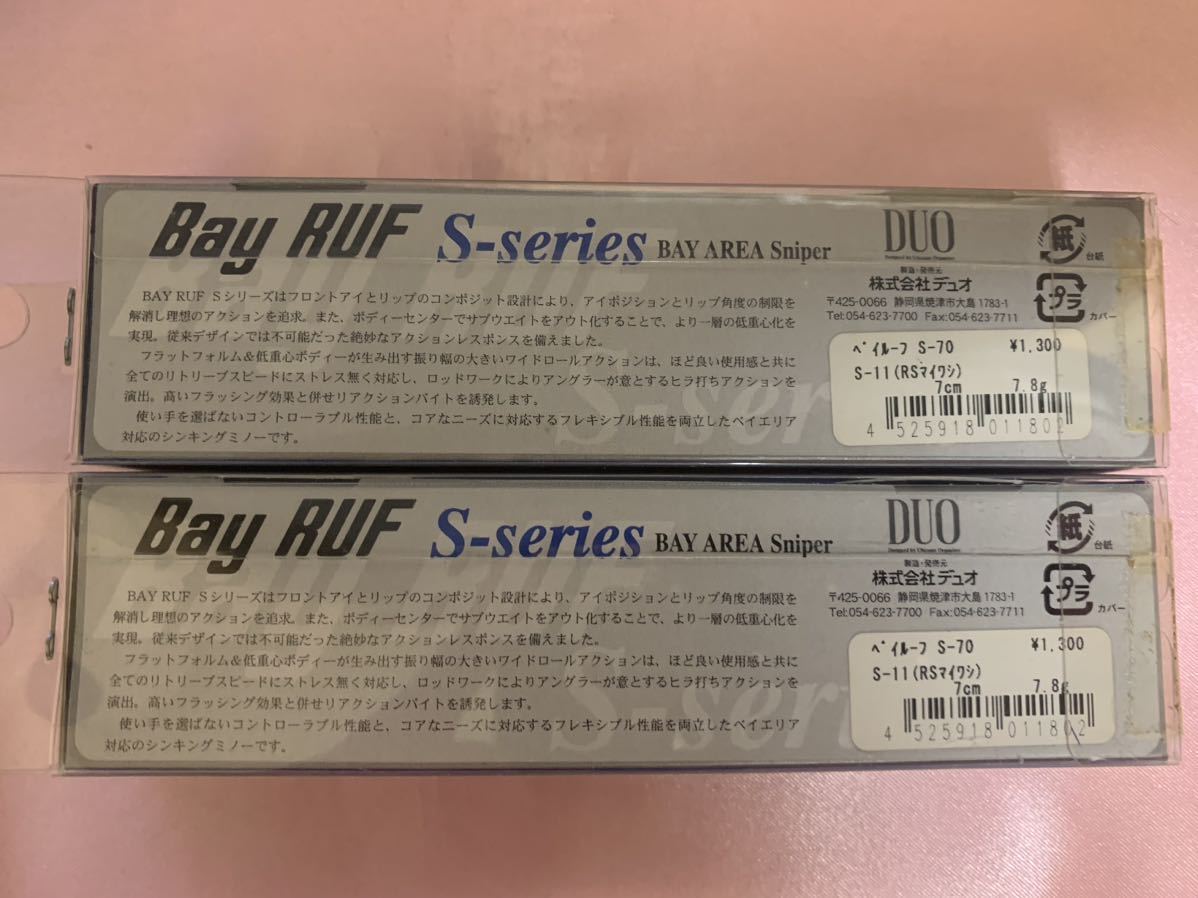 Bay RUF S-series BAY AREA Sniper
BAY RUF Sシリーズはフロントアイとリップのコンポジット設計により、アイポジションとリップ角度の制限を
解消し理想のアクションを追求。また、ボディーセンターでサブウエイトをアウト化することで、より一層の低重心化を
実現。従来デザインでは不可能だった絶妙なアクションレスポンスを備えました。
フラットフォルム&低重心ボディーが生み出す振り幅の大きいワイドロールアクションは、ほど良い使用感と共に
全てのリトリーブスピードにストレス無く対応し、ロッドワークによりアングラーが意とするヒラ打ちアクションを
演出。高いフラッシング効果と併せリアクションバイトを誘発します。
使い手を選ばないコントローラブル性能と、コアなニーズに対応するフレキシブル性能を両立したベイエリア
対応のシンキングミノーです。
DUO
製造・発売元
株式会社デュオ
〒425-0066 静岡県焼津市大島 1783-1
Tel:054-623-7700 Fax:054-623-7711
紙
台紙
プラ
カバー
ベイルーフ S-70 ¥1,300
S-11(RSマイワシ)
7cm 7.8g
4 525918 011802
Bay RUF S-series BAY AREA Sniper
BAY RUF Sシリーズはフロントアイとリップのコンポジット設計により、アイポジションとリップ角度の制限を
解消し理想のアクションを追求。また、ボディーセンターでサブウエイトをアウト化することで、より一層の低重心化を
実現。従来デザインでは不可能だった絶妙なアクションレスポンスを備えました。
フラットフォルム&低重心ボディーが生み出す振り幅の大きいワイドロールアクションは、ほど良い使用感と共に
全てのリトリーブスピードにストレス無く対応し、ロッドワークによりアングラーが意とするヒラ打ちアクションを
演出。高いフラッシング効果と併せリアクションバイトを誘発します。
使い手を選ばないコントローラブル性能と、コアなニーズに対応するフレキシブル性能を両立したベイエリア
対応のシンキングミノーです。
DUO
製造・発売元
株式会社デュオ
〒425-0066 静岡県焼津市大島 1783-1
Tel:054-623-7700 Fax:054-623-7711
紙
台紙
プラ
カバー
ベイルーフ S-70 ¥1,300
S-11(RSマイワシ)
7cm 7.8g
4 525918 011802